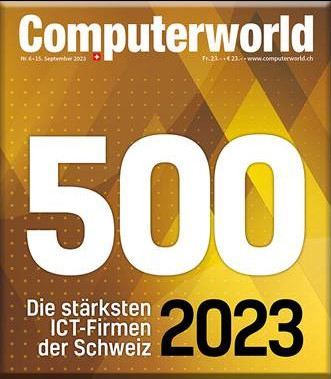 Computerworld
Nr. 6 – 15. September 2023
Fr. 23.– • € 23.– • www.computerworld.ch
500
Die stärksten
ICT-Firmen
der Schweiz
2023